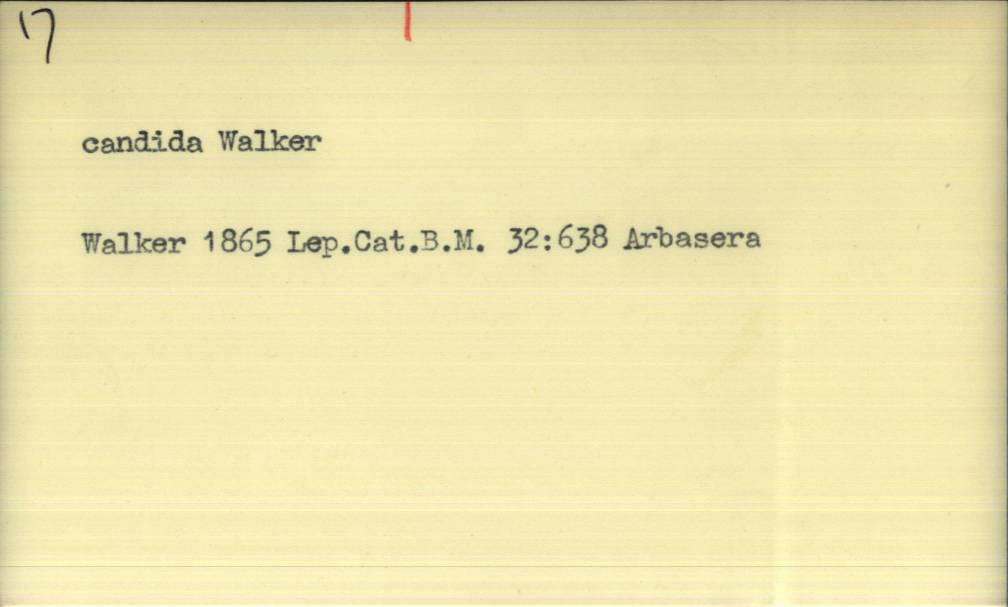 17
candida Walker
Walker 1865 Lep.Cat.B.M. 32:638 Arbasera